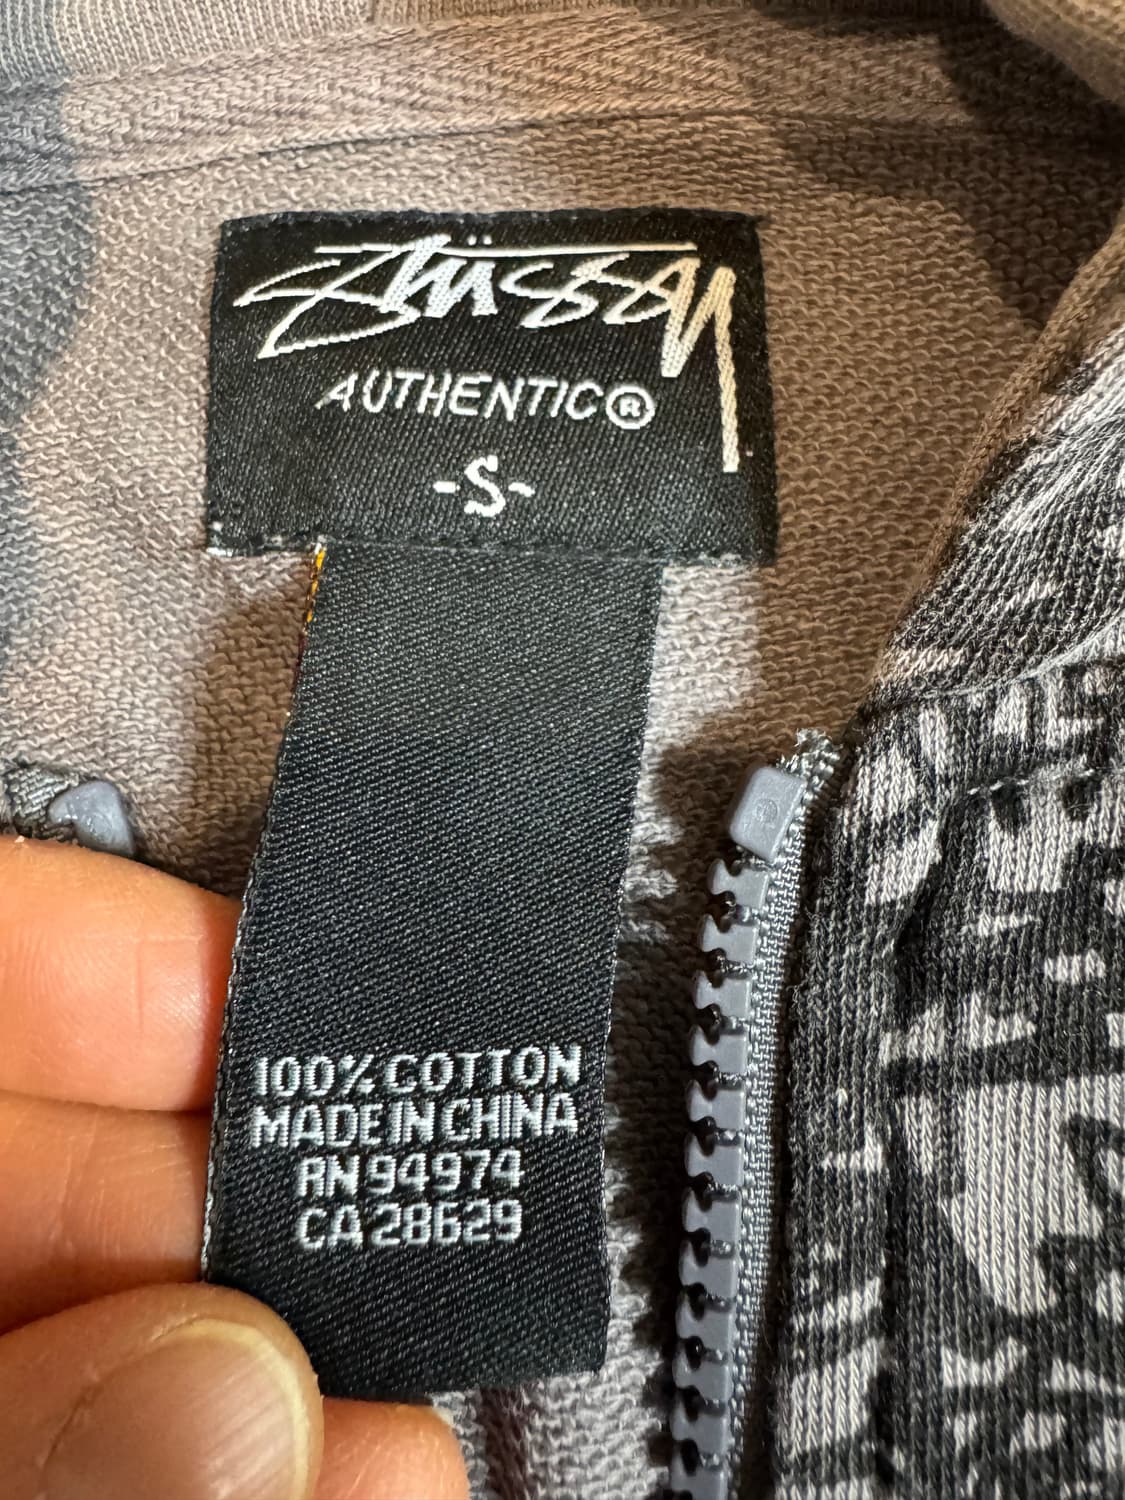 Stüssy
AUTHENTIC®
-S-
100% COTTON
MADE IN CHINA
RN 94974
CA 28629